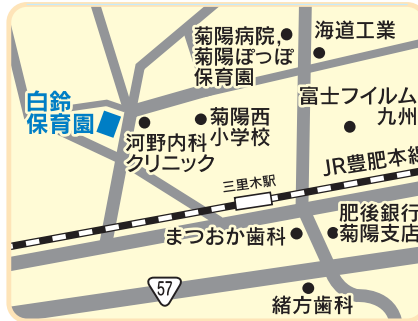 菊陽病院,
菊陽ぽっぽ
保育園
海道工業
白鈴
保育園
河野内科
クリニック
菊陽西
小学校
富士フイルム
九州
JR豊肥本線
三里木駅
肥後銀行
菊陽支店
まつおか歯科
57
緒方歯科